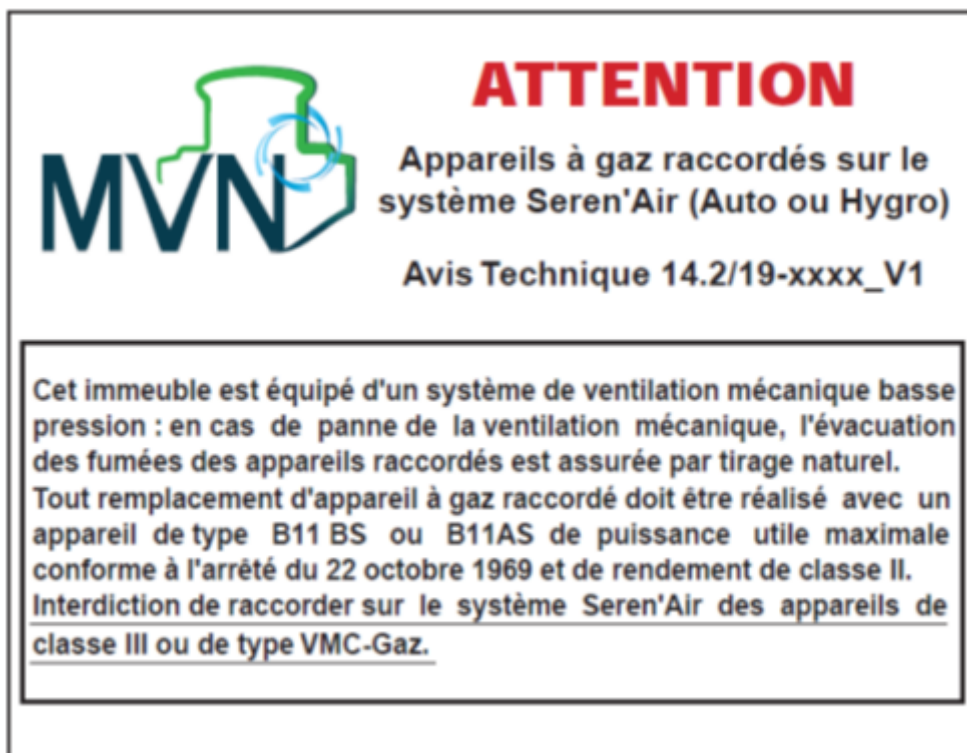 MVN
ATTENTION
Appareils à gaz raccordés sur le
système Seren'Air (Auto ou Hygro)
Avis Technique 14.2/19-xxxx_V1
Cet immeuble est équipé d'un système de ventilation mécanique basse
pression : en cas de panne de la ventilation mécanique, l'évacuation
des fumées des appareils raccordés est assurée par tirage naturel.
Tout remplacement d'appareil à gaz raccordé doit être réalisé avec un
appareil de type B11 BS ou B11AS de puissance utile maximale
conforme à l'arrêté du 22 octobre 1969 et de rendement de classe II.
Interdiction de raccorder sur le système Seren'Air des appareils de
classe III ou de type VMC-Gaz.